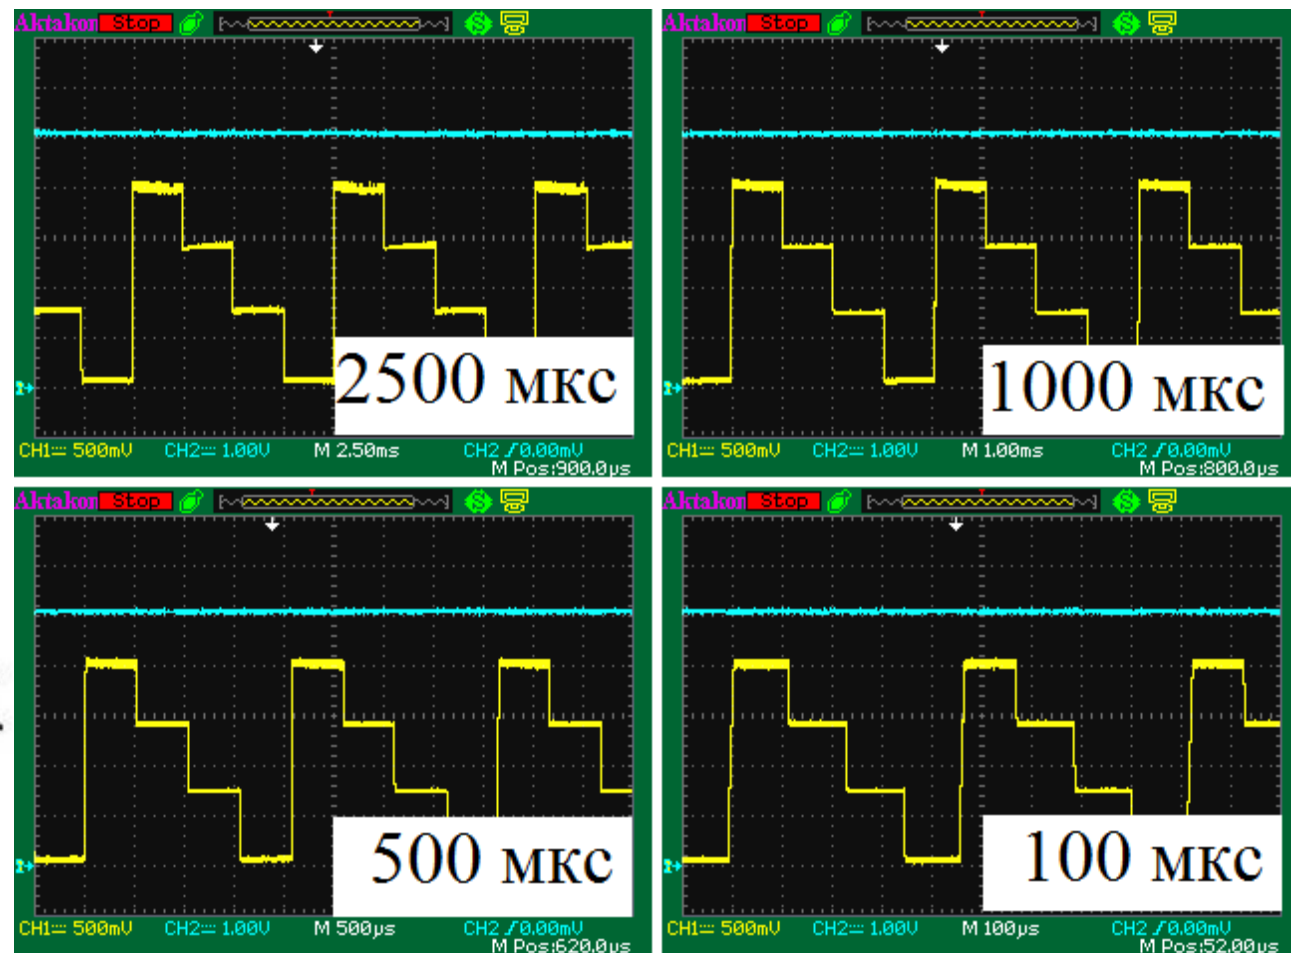 Aktakom Stop
CH1 500mV CH2 1.00V M 2.50ms CH2 0.00mV
M Pos:900.0µs
2500 мкс
Aktakom Stop
CH1 500mV CH2 1.00V M 1.00ms CH2 0.00mV
M Pos:800.0µs
1000 мкс
Aktakom Stop
CH1 500mV CH2 1.00V M 500µs CH2 0.00mV
M Pos:620.0µs
500 мкс
Aktakom Stop
CH1 500mV CH2 1.00V M 100µs CH2 0.00mV
M Pos:52.00µs
100 мкс